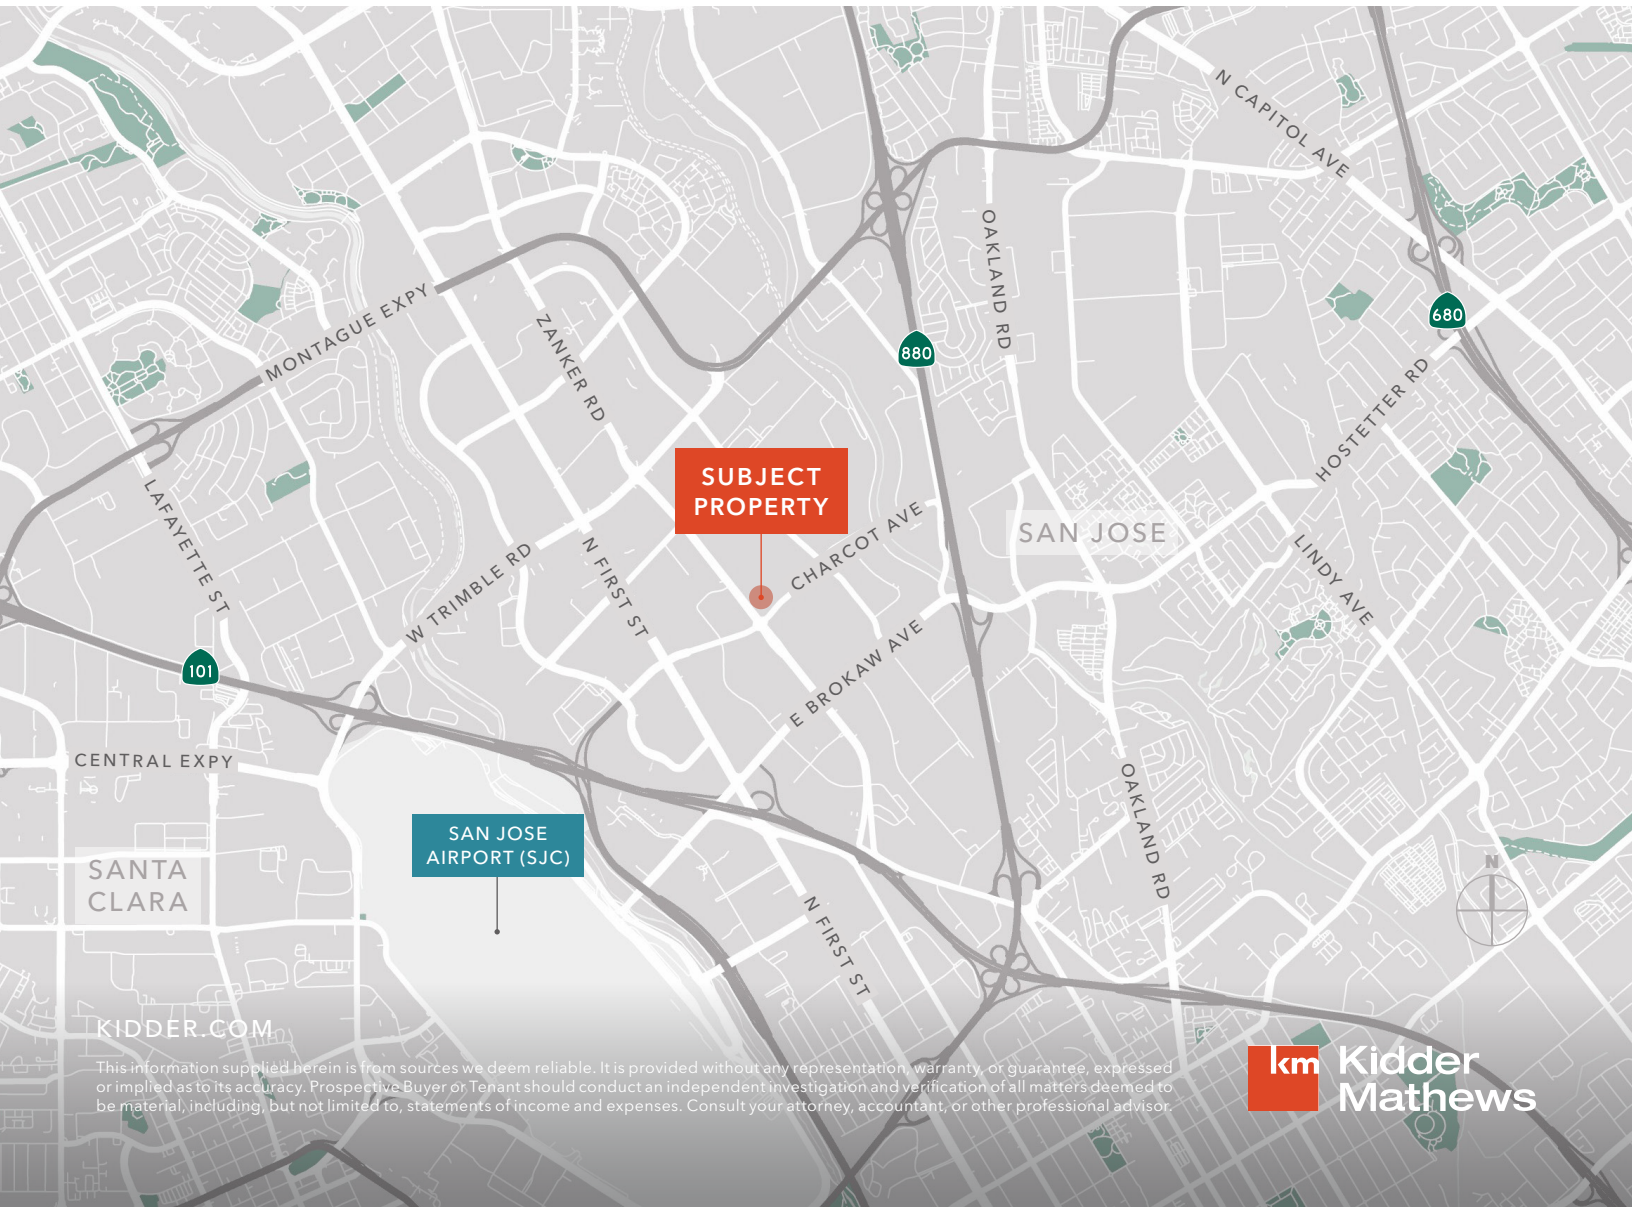 N CAPITOL AVE
OAKLAND RD
MONTAGUE EXPY
ZANKER RD
880
680
HOSTETTER RD
SUBJECT
PROPERTY
LAFAYETTE ST
CHARCOT AVE
SAN JOSE
W TRIMBLE RD
N FIRST ST
LINDY AVE
101
E BROKAW AVE
CENTRAL EXPY
OAKLAND RD
SAN JOSE
AIRPORT (SJC)
SANTA
CLARA
N
N FIRST ST
KIDDER.COM
This information supplied herein is from sources we deem reliable. It is provided without any representation, warranty, or guarantee, expressed
or implied as to its accuracy. Prospective Buyer or Tenant should conduct an independent investigation and verification of all matters deemed to
be material, including, but not limited to, statements of income and expenses. Consult your attorney, accountant, or other professional advisor.
km Kidder
Mathews